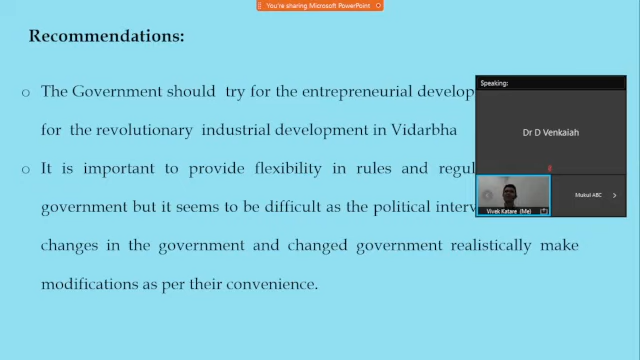 You're sharing Microsoft PowerPoint
Recommendations:
The Government should try for the entrepreneurial develop
for the revolutionary industrial development in Vidarbha
It is important to provide flexibility in rules and regul
government but it seems to be difficult as the political interv
changes in the government and changed government realistically make
modifications as per their convenience.
Speaking:
Dr D Venkaiah
Vivek Katare (Me)
Mukut ABC